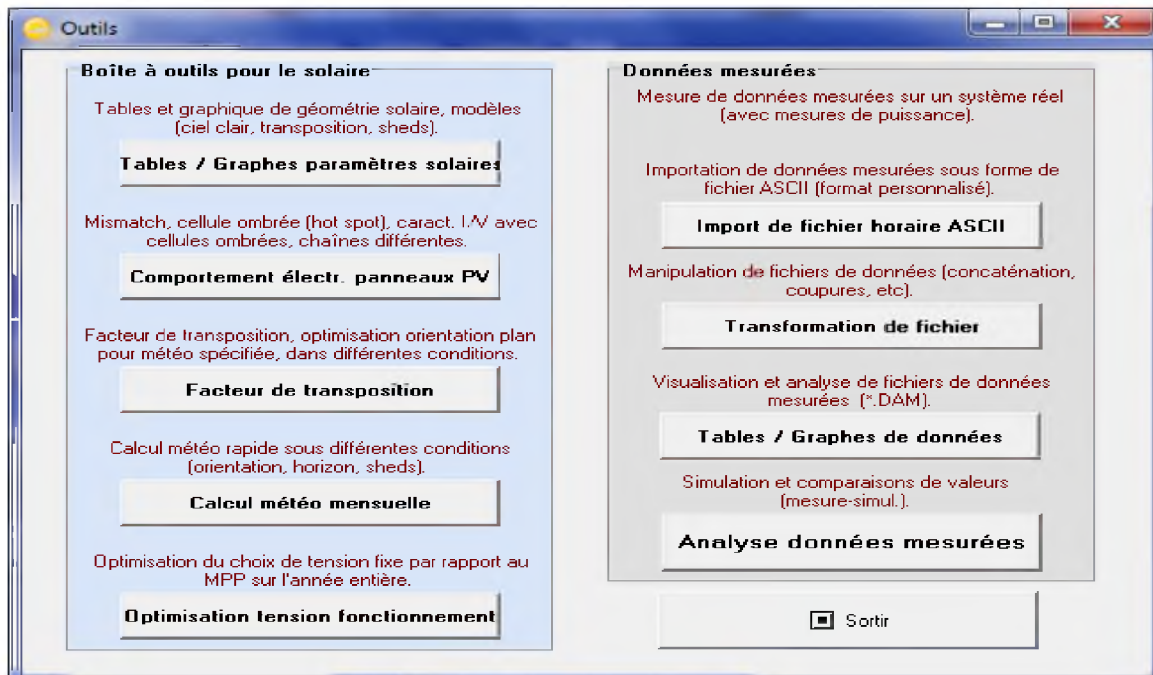 Outils
Boîte à outils pour le solaire
Tables et graphique de géométrie solaire, modèles
(ciel clair, transposition, sheds).
Tables / Graphes paramètres solaires
Mismatch, cellule ombrée (hot spot), caract. I/V avec
cellules ombrées, chaînes différentes.
Comportement électr. panneaux PV
Facteur de transposition, optimisation orientation plan
pour météo spécifiée, dans différentes conditions.
Facteur de transposition
Calcul météo rapide sous différentes conditions
(orientation, horizon, sheds).
Calcul météo mensuelle
Optimisation du choix de tension fixe par rapport au
MPP sur l'année entière.
Optimisation tension fonctionnement
Données mesurées
Mesure de données mesurées sur un système réel
(avec mesures de puissance).
Importation de données mesurées sous forme de
fichier ASCII (format personnalisé).
Import de fichier horaire ASCII
Manipulation de fichiers de données (concaténation,
coupures, etc).
Transformation de fichier
Visualisation et analyse de fichiers de données
mesurées (*.DAM).
Tables / Graphes de données
Simulation et comparaisons de valeurs
(mesure-simul.).
Analyse données mesurées
Sortir